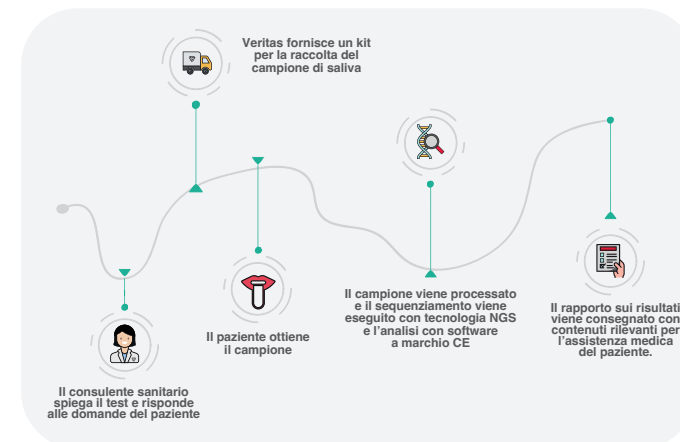 Veritas fornisce un kit
per la raccolta del
campione di saliva
Il consulente sanitario
spiega il test e risponde
alle domande del paziente
Il paziente ottiene
il campione
Il campione viene processato
e il sequenziamento viene
eseguito con tecnologia NGS
e l’analisi con software
a marchio CE
Il rapporto sui risultati
viene consegnato con
contenuti rilevanti per
l’assistenza medica
del paziente.